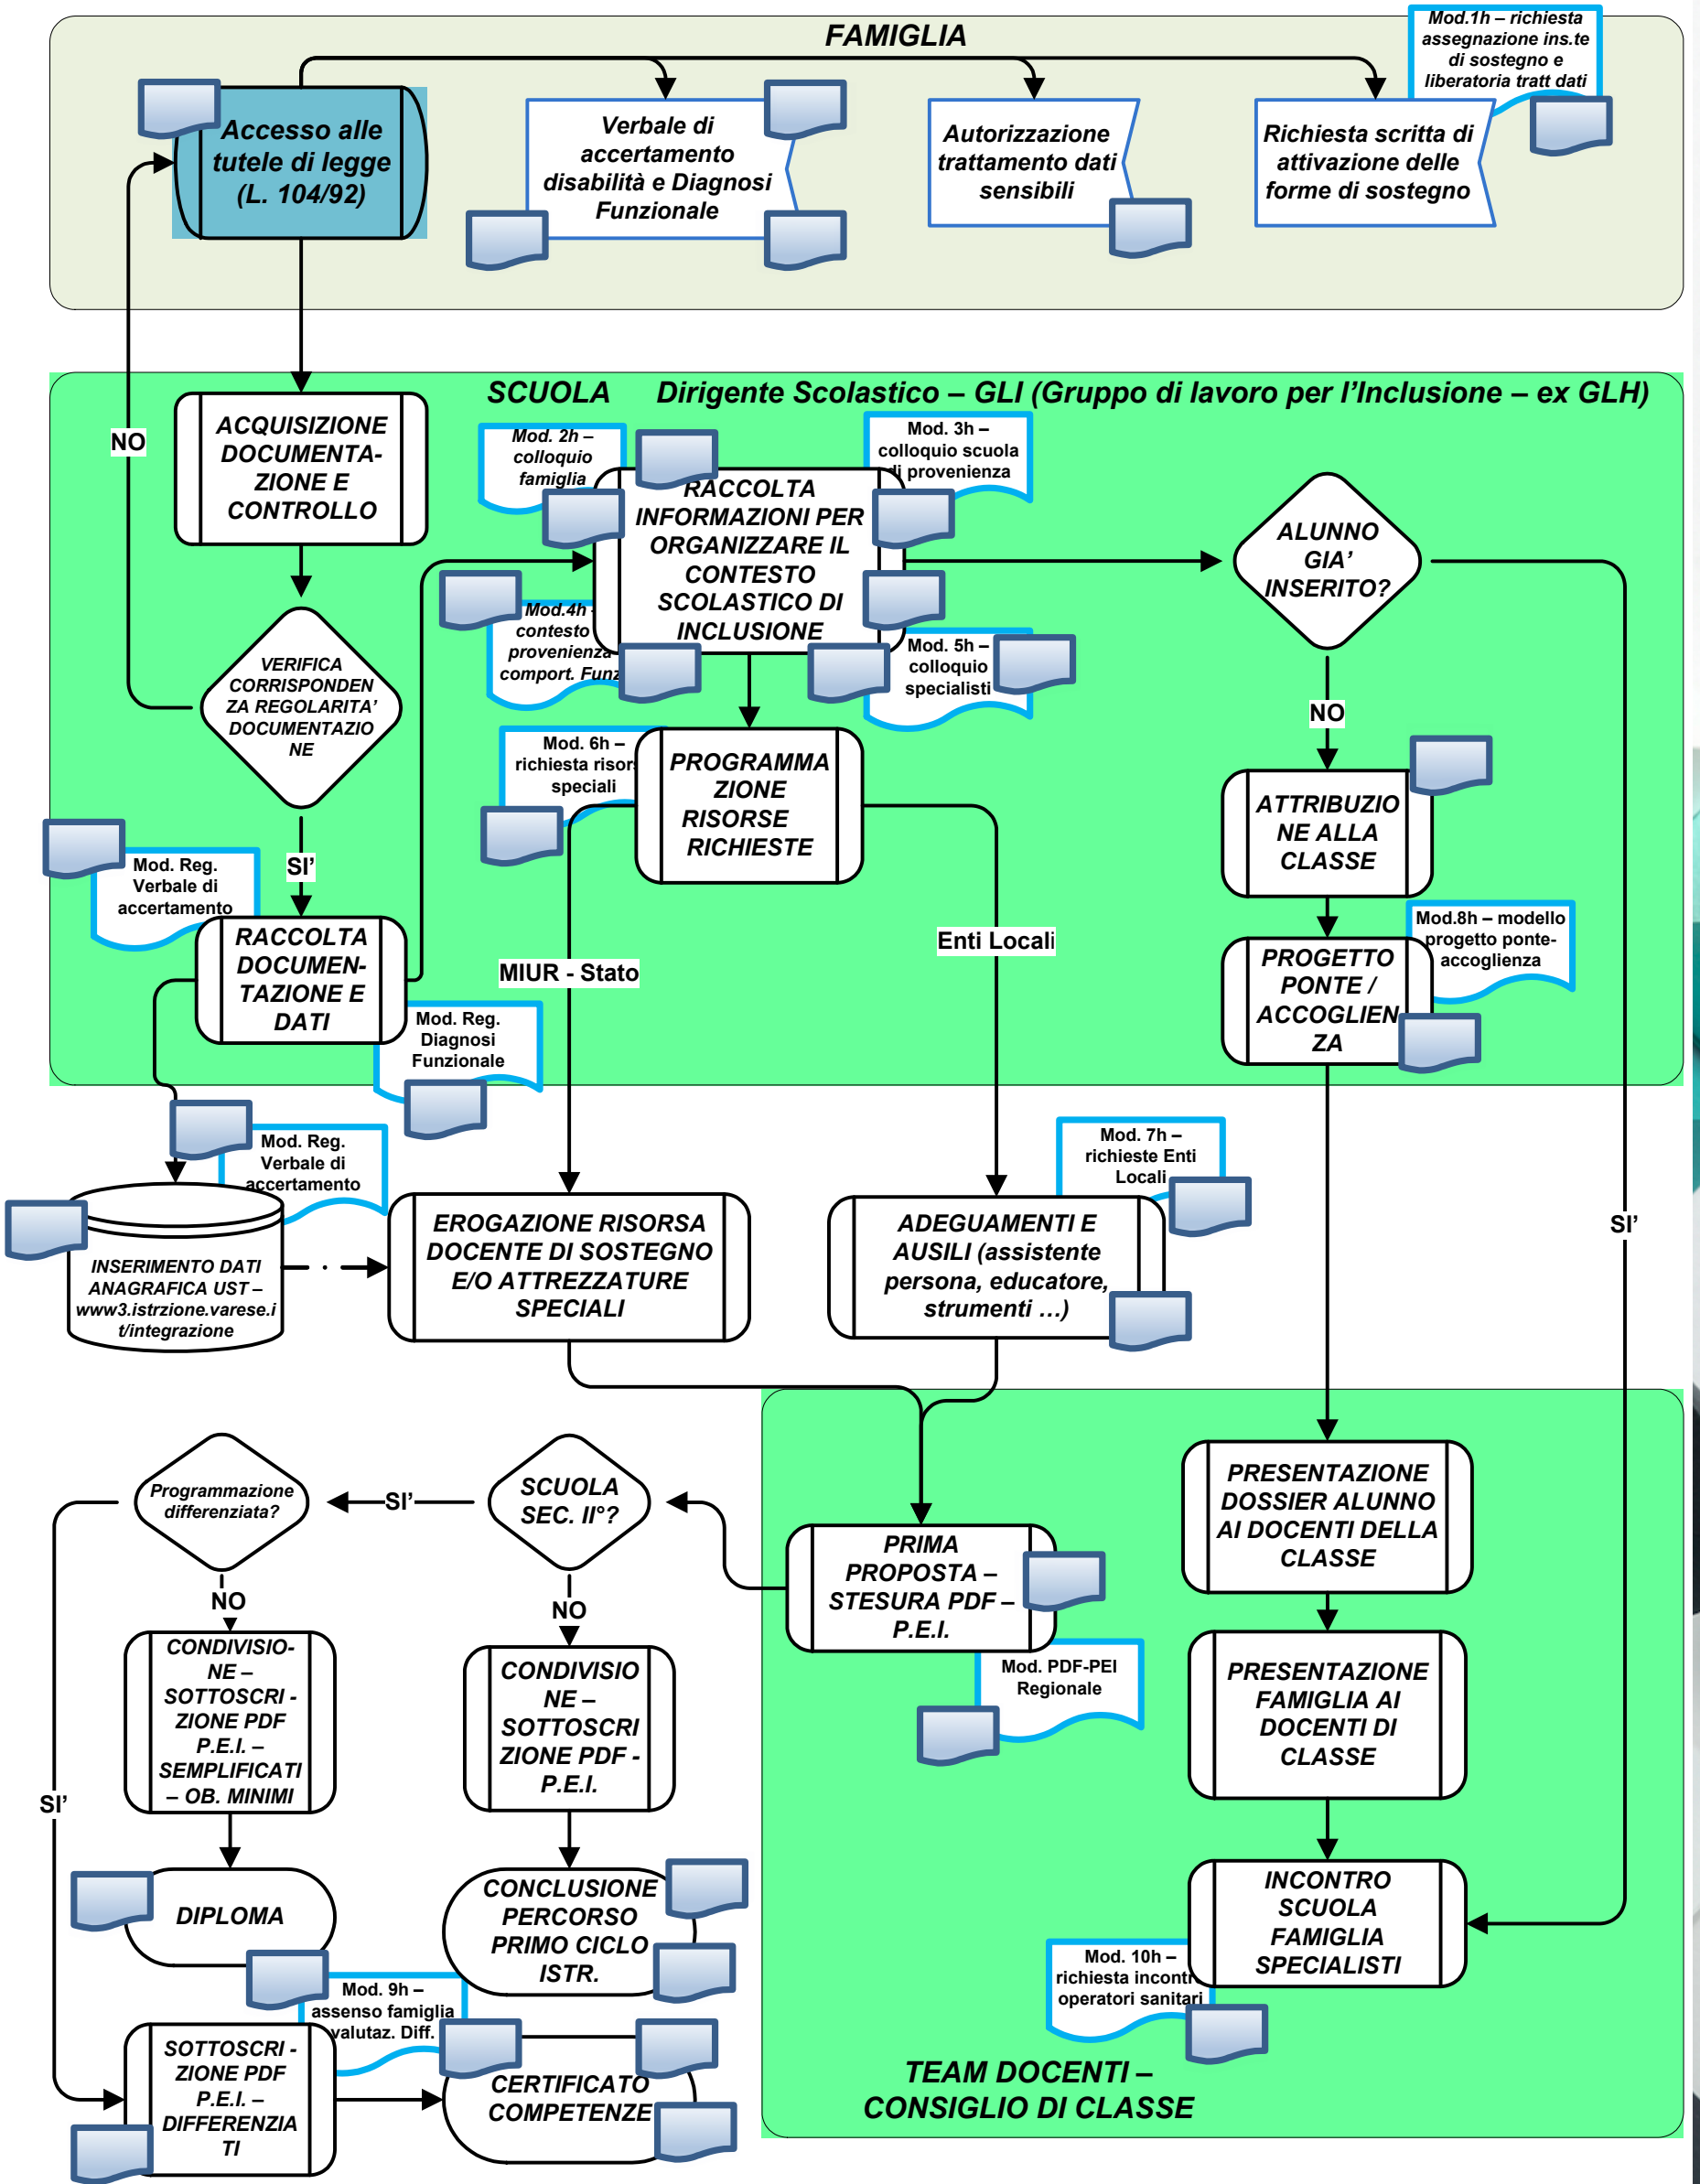 FAMIGLIA
Mod.1h – richiesta
assegnazione ins.te
di sostegno e
liberatoria tratt dati
Accesso alle
tutele di legge
(L. 104/92)
Verbale di
accertamento
disabilità e Diagnosi
Funzionale
Autorizzazione
trattamento dati
sensibili
Richiesta scritta di
attivazione delle
forme di sostegno
SCUOLA Dirigente Scolastico – GLI (Gruppo di lavoro per l’Inclusione – ex GLH)
ACQUISIZIONE
DOCUMENTA-
ZIONE E
CONTROLLO
NO
Mod. 2h –
colloquio
famiglia
Mod. 3h –
colloquio scuola
di provenienza
RACCOLTA
INFORMAZIONI PER
ORGANIZZARE IL
CONTESTO
SCOLASTICO DI
INCLUSIONE
ALUNNO
GIA’
INSERITO?
Mod.4h -
contesto
provenienza
comport. Funz
Mod. 5h –
colloquio
specialisti
VERIFICA
CORRISPONDEN
ZA REGOLARITA’
DOCUMENTAZIO
NE
NO
Mod. 6h –
richiesta risors
speciali
PROGRAMMA
ZIONE
RISORSE
RICHIESTE
ATTRIBUZIO
NE ALLA
CLASSE
SI’
Mod. Reg.
Verbale di
accertamento
RACCOLTA
DOCUMEN-
TAZIONE E
DATI
MIUR - Stato
Enti Locali
Mod.8h – modello
progetto ponte-
accoglienza
PROGETTO
PONTE /
ACCOGLIEN
ZA
Mod. Reg.
Diagnosi
Funzionale
Mod. Reg.
Verbale di
accertamento
Mod. 7h –
richieste Enti
Locali
INSERIMENTO DATI
ANAGRAFICA UST –
www3.istrzione.varese.i
t/integrazione
EROGAZIONE RISORSA
DOCENTE DI SOSTEGNO
E/O ATTREZZATURE
SPECIALI
ADEGUAMENTI E
AUSILI (assistente
persona, educatore,
strumenti …)
SI’
Programmazione
differenziata?
SI’
SCUOLA
SEC. II°?
PRIMA
PROPOSTA –
STESURA PDF –
P.E.I.
PRESENTAZIONE
DOSSIER ALUNNO
AI DOCENTI DELLA
CLASSE
NO
NO
CONDIVISIO-
NE –
SOTTOSCRI -
ZIONE PDF
P.E.I. –
SEMPLIFICATI
– OB. MINIMI
CONDIVISIO
NE –
SOTTOSCRI
ZIONE PDF -
P.E.I.
Mod. PDF-PEI
Regionale
PRESENTAZIONE
FAMIGLIA AI
DOCENTI DI
CLASSE
SI’
DIPLOMA
CONCLUSIONE
PERCORSO
PRIMO CICLO
ISTR.
INCONTRO
SCUOLA
FAMIGLIA
SPECIALISTI
Mod. 10h –
richiesta incontr
operatori sanitari
Mod. 9h –
assenso famiglia
valutaz. Diff.
SOTTOSCRI -
ZIONE PDF
P.E.I. –
DIFFERENZIA
TI
CERTIFICATO
COMPETENZE
TEAM DOCENTI –
CONSIGLIO DI CLASSE